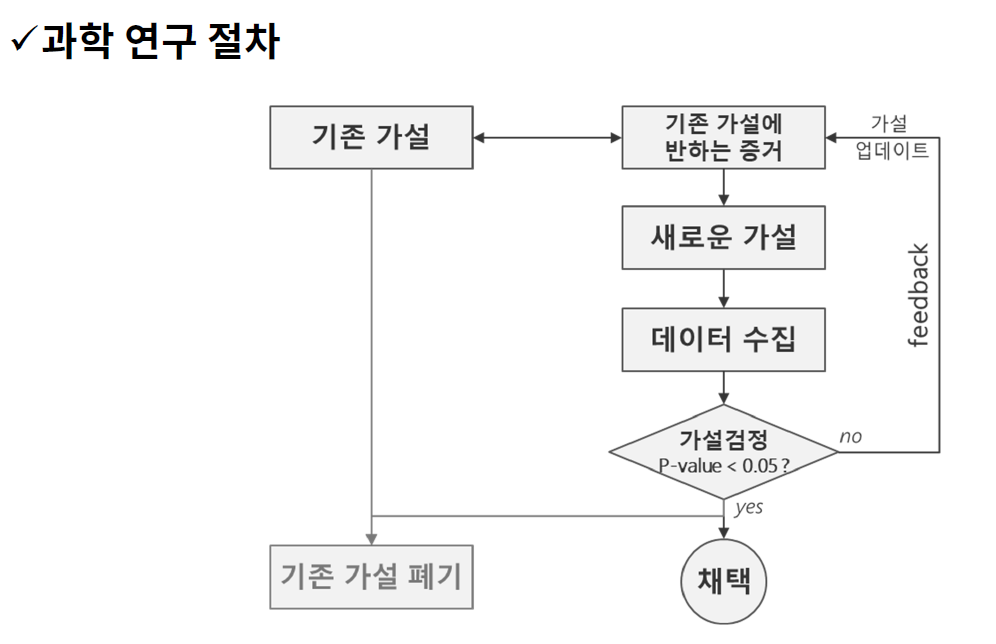 ✓과학 연구 절차
기존 가설
기존 가설에
반하는 증거
가설
업데이트
새로운 가설
feedback
데이터 수집
가설검정
P-value < 0.05?
no
yes
기존 가설 폐기
채택